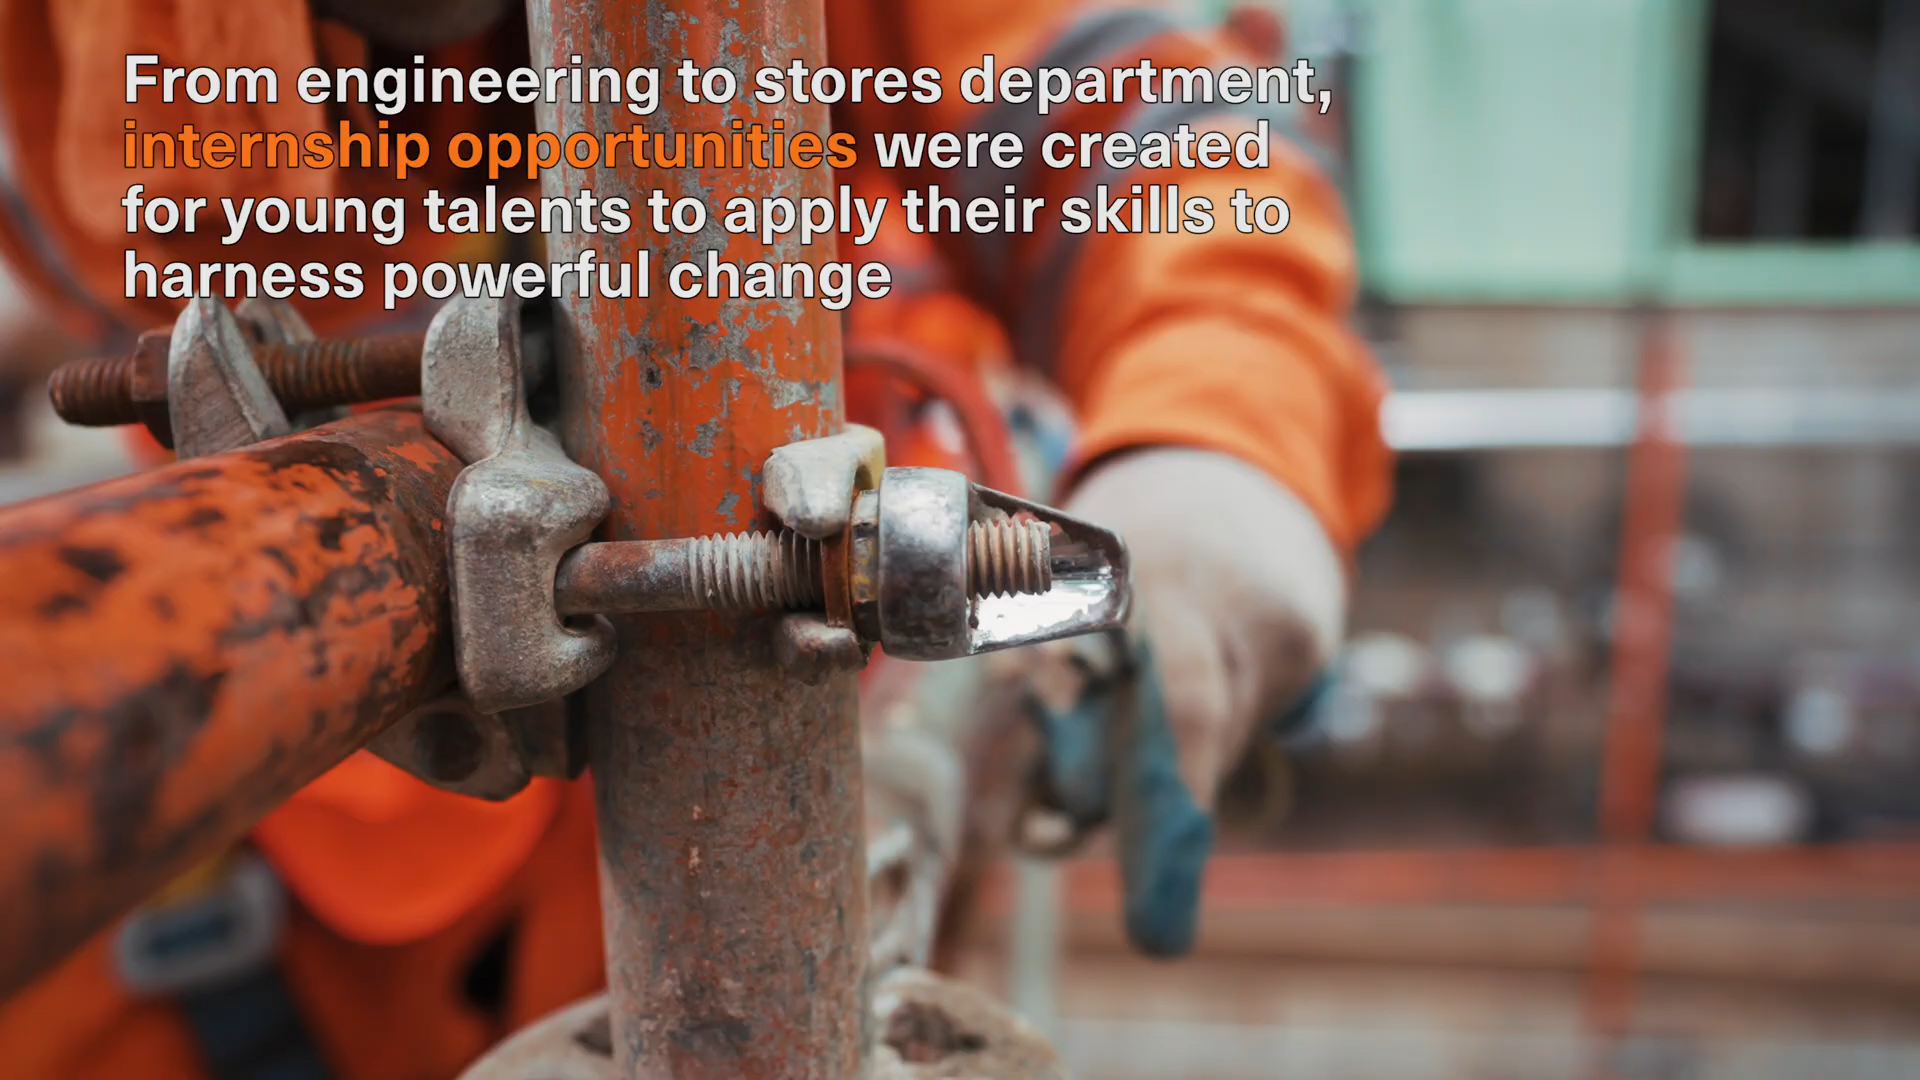 From engineering to stores department,
internship opportunities were created
for young talents to apply their skills to
harness powerful change